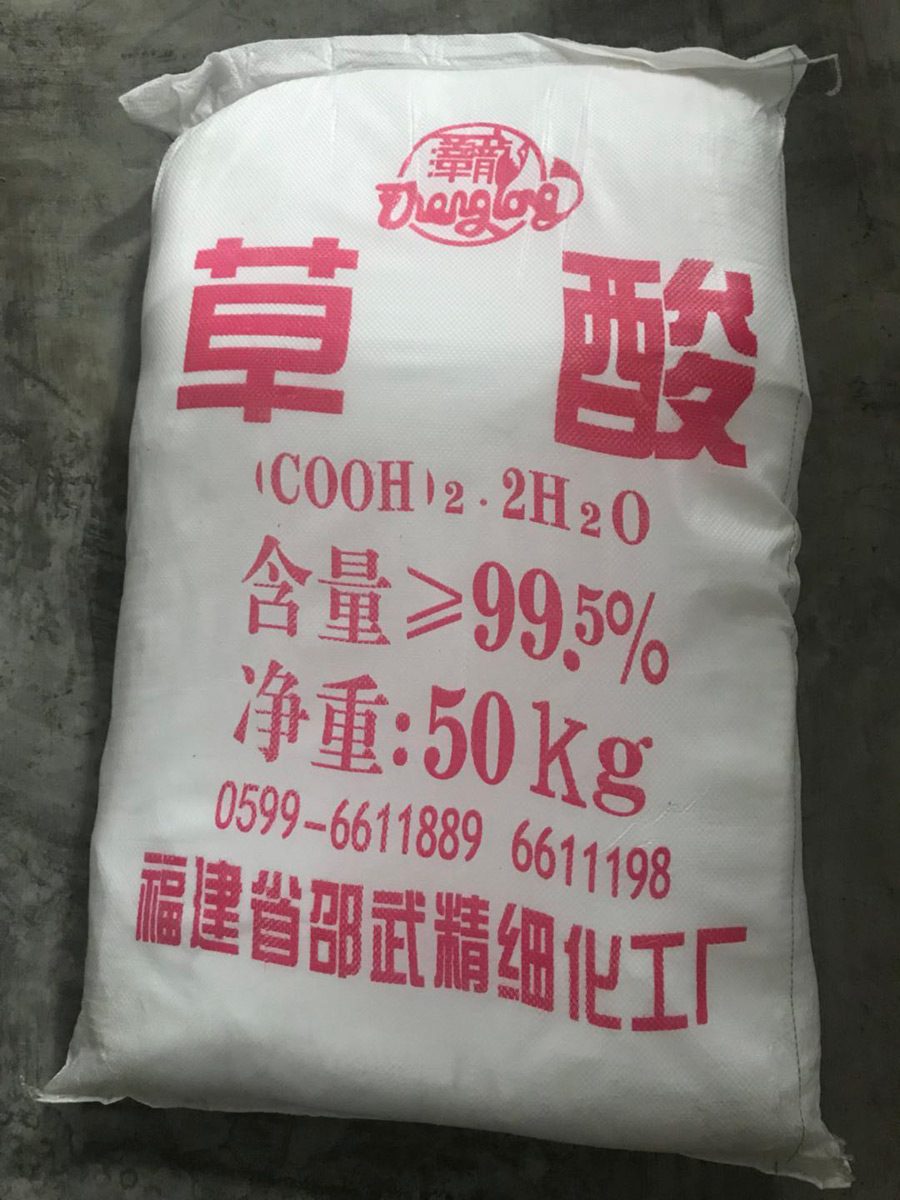 草 酸
(COOH)₂·2H₂O
含量≥99.5%
净重:50kg
0599-6611889 6611198
福建省邵武精细化工厂